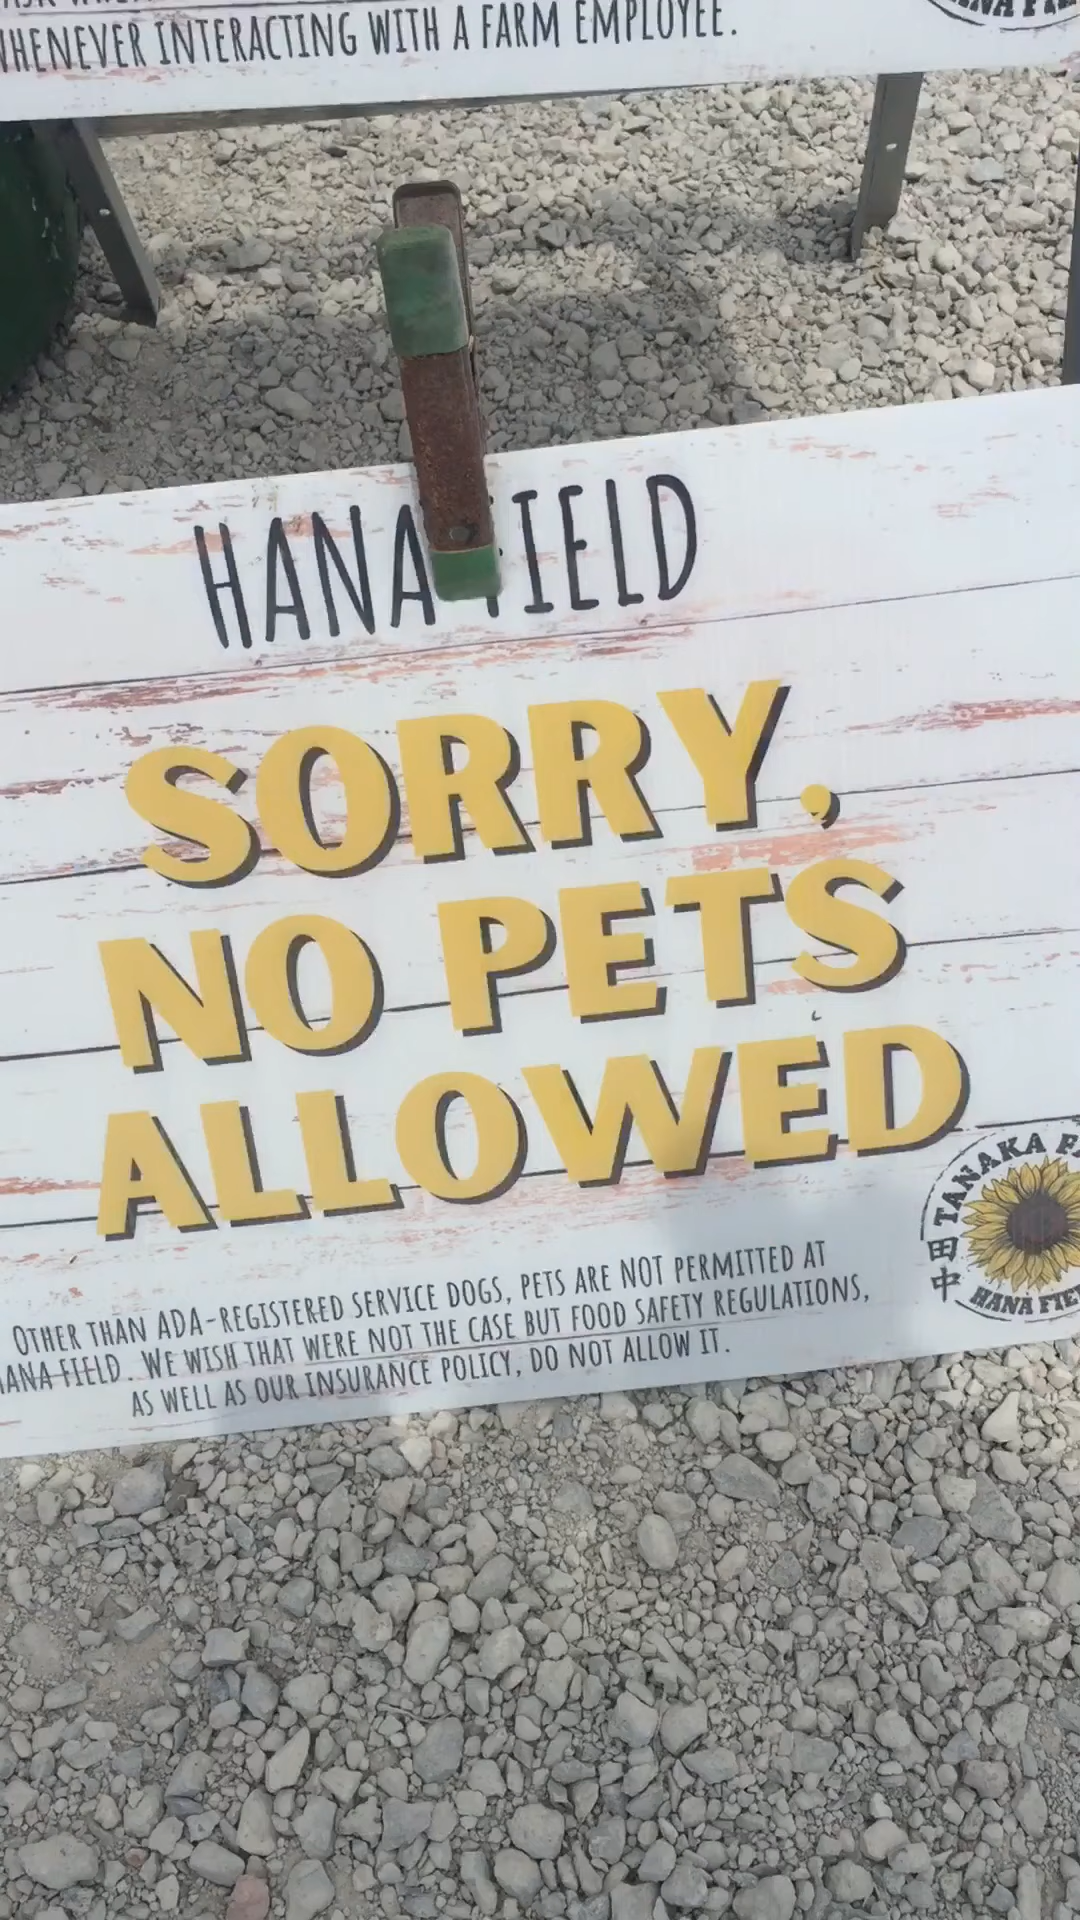 WHENEVER INTERACTING WITH A FARM EMPLOYEE.
HANA FIELD
SORRY,
NO PETS
ALLOWED
OTHER THAN ADA-REGISTERED SERVICE DOGS, PETS ARE NOT PERMITTED AT
HANA FIELD. WE WISH THAT WERE NOT THE CASE BUT FOOD SAFETY REGULATIONS,
AS WELL AS OUR INSURANCE POLICY, DO NOT ALLOW IT.
TANAKA
田中
HANA FIELD